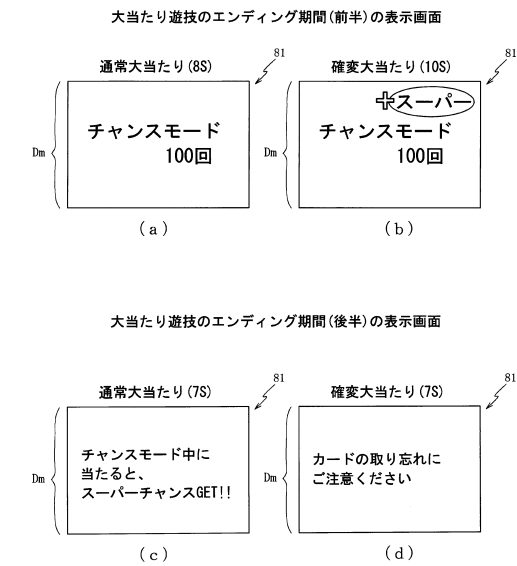 大当たり遊技のエンディング期間(前半)の表示画面
通常大当たり(8S)
81
Dm
チャンスモード
100回
(a)
確変大当たり(10S)
81
Dm
+スーパー
チャンスモード
100回
(b)
大当たり遊技のエンディング期間(後半)の表示画面
通常大当たり(7S)
81
Dm
チャンスモード中に
当たると、
スーパーチャンスGET!!
(c)
確変大当たり(7S)
81
Dm
カードの取り忘れに
ご注意ください
(d)